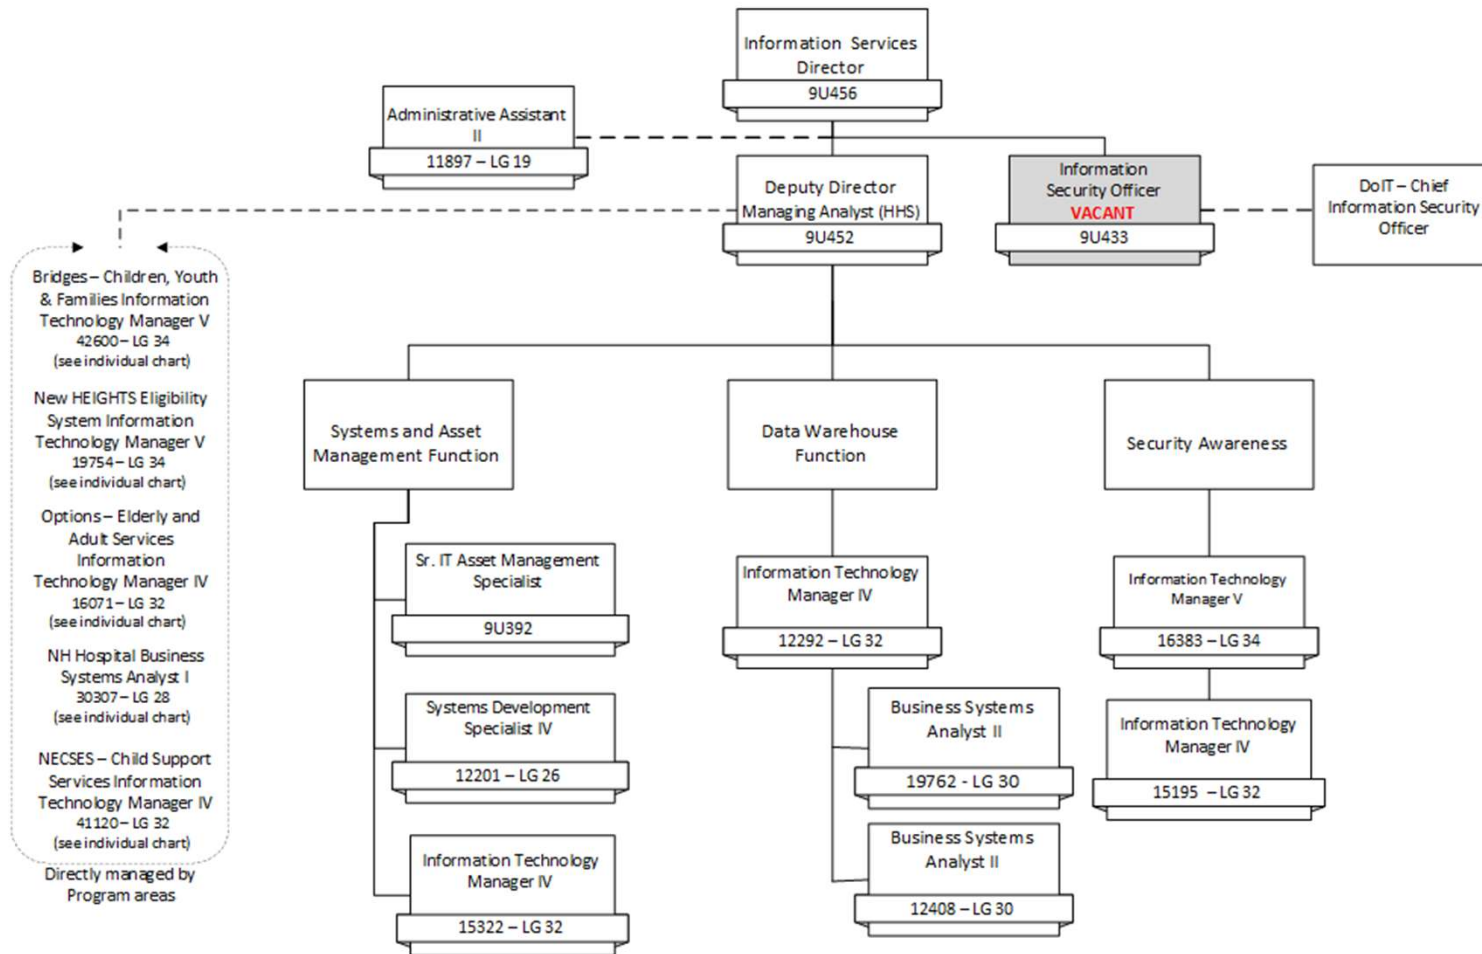 Information Services
Director
9U456
Administrative Assistant
II
11897 – LG 19
Deputy Director
Managing Analyst (HHS)
9U452
Information
Security Officer
VACANT
9U433
DoIT – Chief
Information Security
Officer
Bridges – Children, Youth
& Families Information
Technology Manager V
42600 – LG 34
(see individual chart)
New HEIGHTS Eligibility
System Information
Technology Manager V
19754 – LG 34
(see individual chart)
Options – Elderly and
Adult Services
Information
Technology Manager IV
16071 – LG 32
(see individual chart)
NH Hospital Business
Systems Analyst I
30307 – LG 28
(see individual chart)
NECSES – Child Support
Services Information
Technology Manager IV
41120 – LG 32
(see individual chart)
Directly managed by
Program areas
Systems and Asset
Management Function
Sr. IT Asset Management
Specialist
9U392
Systems Development
Specialist IV
12201 – LG 26
Information Technology
Manager IV
15322 – LG 32
Data Warehouse
Function
Information Technology
Manager IV
12292 – LG 32
Business Systems
Analyst II
19762 - LG 30
Business Systems
Analyst II
12408 – LG 30
Security Awareness
Information Technology
Manager V
16383 – LG 34
Information Technology
Manager IV
15195 – LG 32